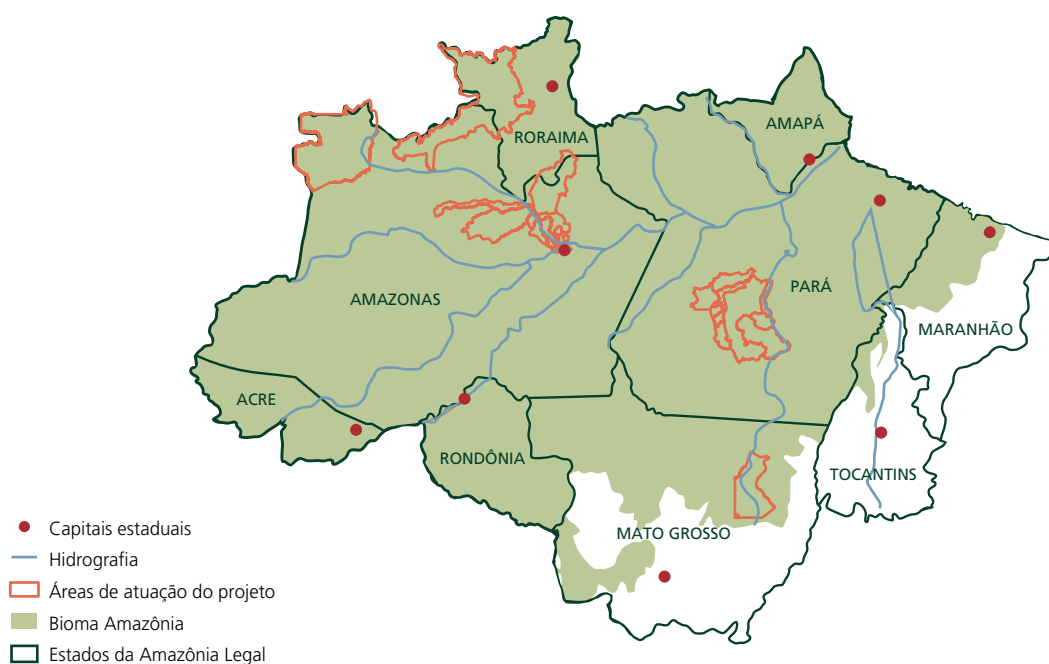 AMAPÁ
RORAIMA
AMAZONAS
PARÁ
MARANHÃO
ACRE
RONDÔNIA
TOCANTINS
MATO GROSSO
Capitais estaduais
Hidrografia
Áreas de atuação do projeto
Bioma Amazônia
Estados da Amazônia Legal